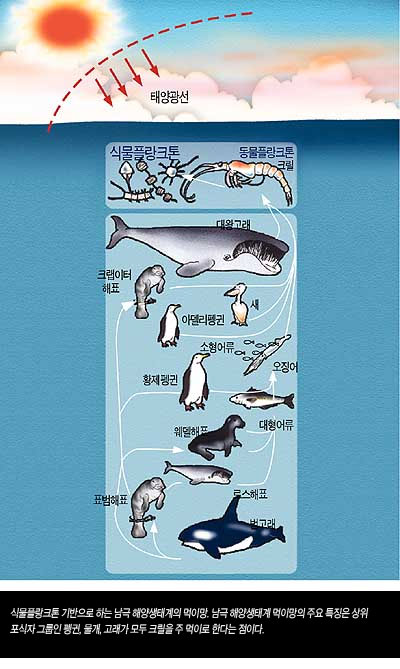 태양광선
식물플랑크톤
동물플랑크톤
크릴
대왕고래
크랩이터
해표
새
아델리펭귄
소형어류
오징어
황제펭귄
대형어류
웨델해표
로스해표
표범해표
범고래
식물플랑크톤 기반으로 하는 남극 해양생태계의 먹이망. 남극 해양생태계 먹이망의 주요 특징은 상위
포식자 그룹인 펭귄, 물개, 고래가 모두 크릴을 주 먹이로 한다는 점이다.